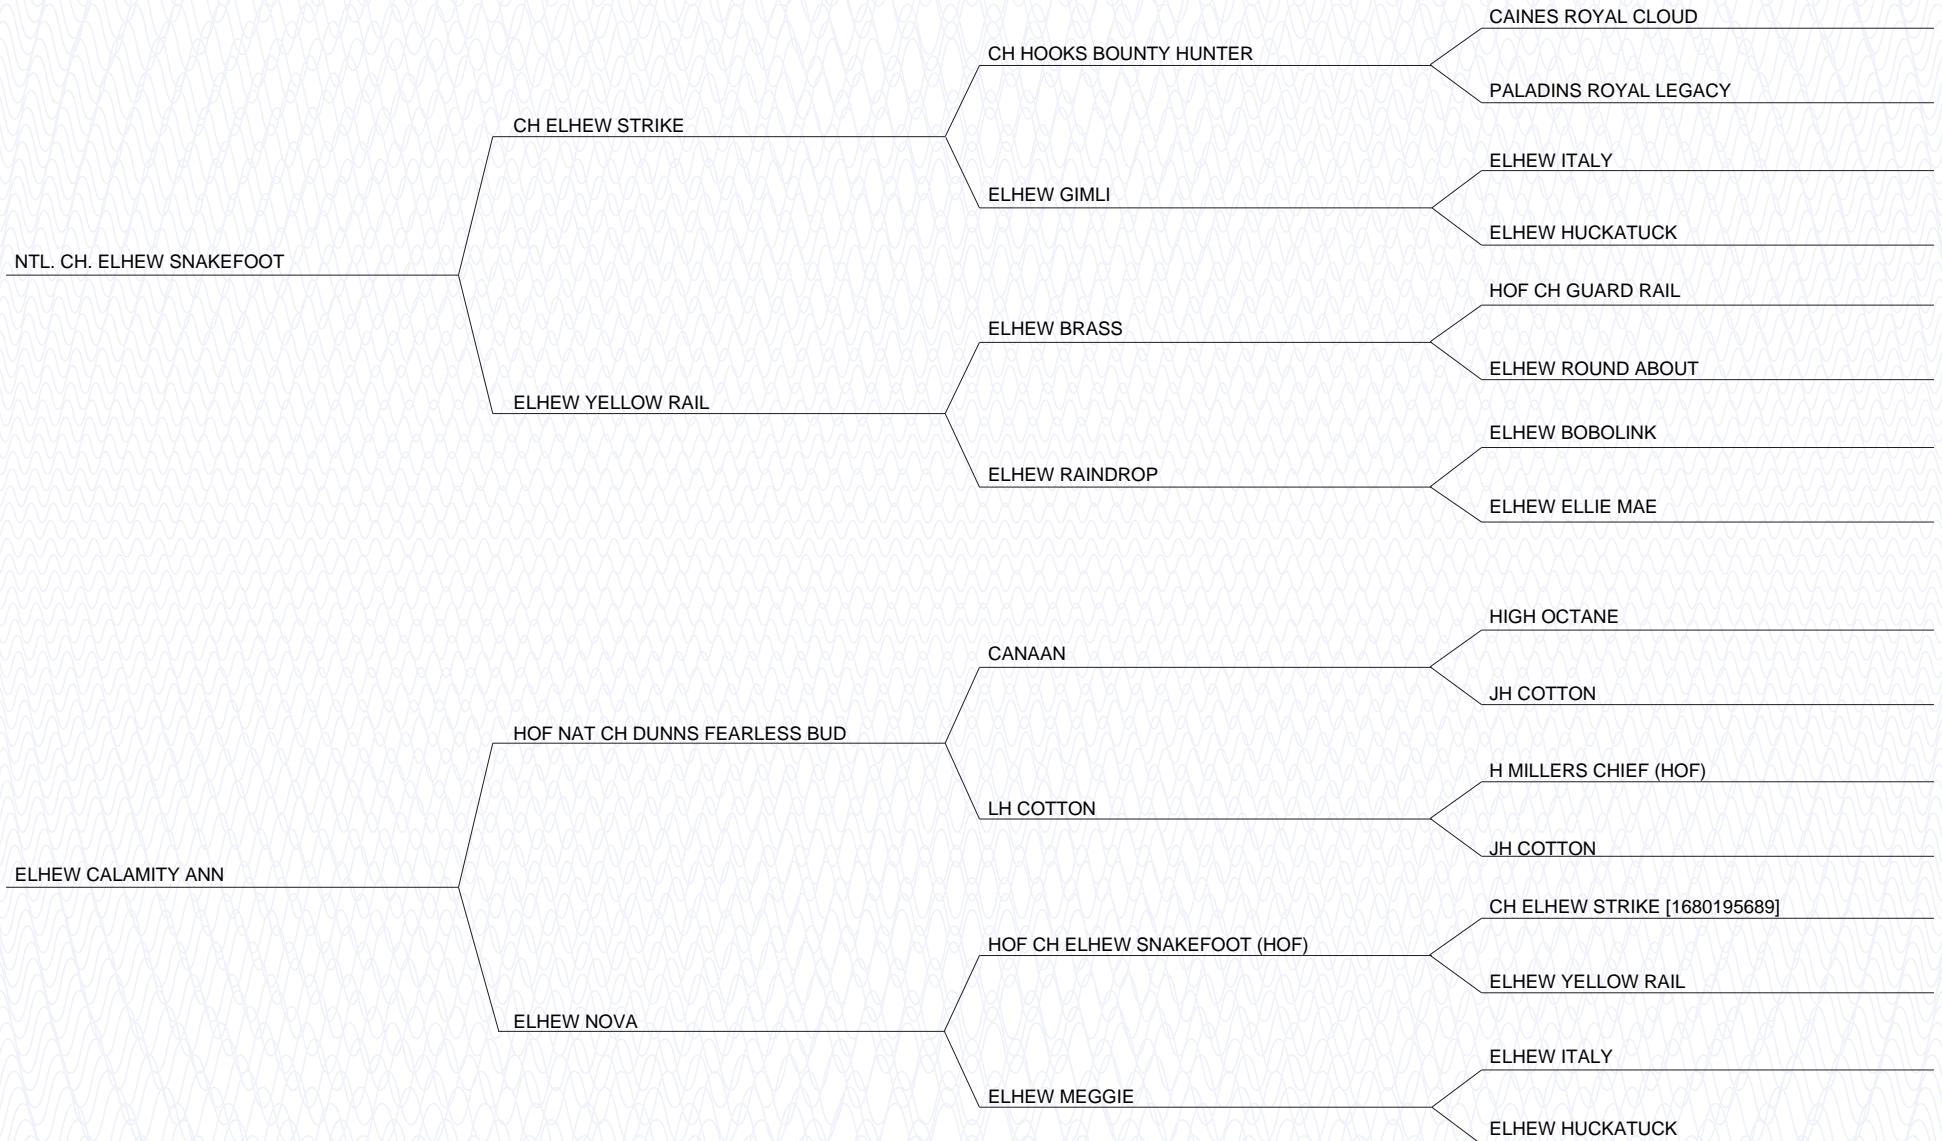 CAINES ROYAL CLOUD
CH HOOKS BOUNTY HUNTER
PALADINS ROYAL LEGACY
CH ELHEW STRIKE
ELHEW ITALY
ELHEW GIMLI
ELHEW HUCKATUCK
NTL. CH. ELHEW SNAKEFOOT
HOF CH GUARD RAIL
ELHEW BRASS
ELHEW ROUND ABOUT
ELHEW YELLOW RAIL
ELHEW BOBOLINK
ELHEW RAINDROP
ELHEW ELLIE MAE
HIGH OCTANE
CANAAN
JH COTTON
HOF NAT CH DUNNS FEARLESS BUD
H MILLERS CHIEF (HOF)
LH COTTON
JH COTTON
ELHEW CALAMITY ANN
CH ELHEW STRIKE [1680195689]
HOF CH ELHEW SNAKEFOOT (HOF)
ELHEW YELLOW RAIL
ELHEW NOVA
ELHEW ITALY
ELHEW MEGGIE
ELHEW HUCKATUCK